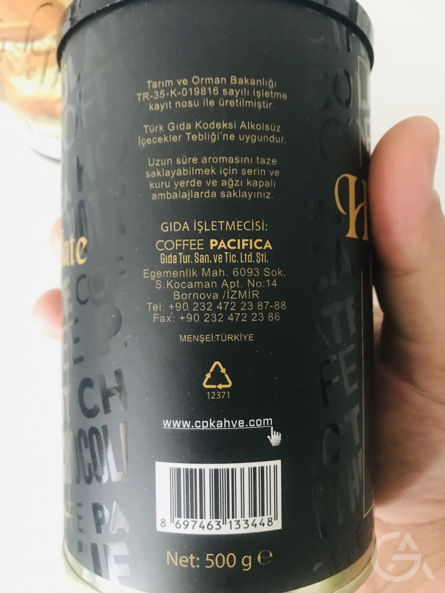 Tarım ve Orman Bakanlığı
TR-35-K-019816 sayılı İşletme
kayıt nosu ile üretilmiştir
Türk Gıda Kodeksi Alkolsüz
İçecekler Tebliği'ne uygundur.
Uzun süre aromasını taze
saklayabilmek için serin ve
kuru yerde ve ağzı kapalı
ambalajlarda saklayınız.
GIDA İŞLETMECİSİ:
COFFEE PACIFICA
Gıda Tur. San. ve Tic. Ltd. Şti.
Egemenlik Mah. 6093 Sok.
S.Kocaman Apt. No:14
Bornova /İZMİR
Tel: +90 232 472 23 87-88
Fax: +90 232 472 23 86
MENŞEİ:TÜRKİYE
12371
www.cpkahve.com
8 697463 133448
Net: 500 g ℮